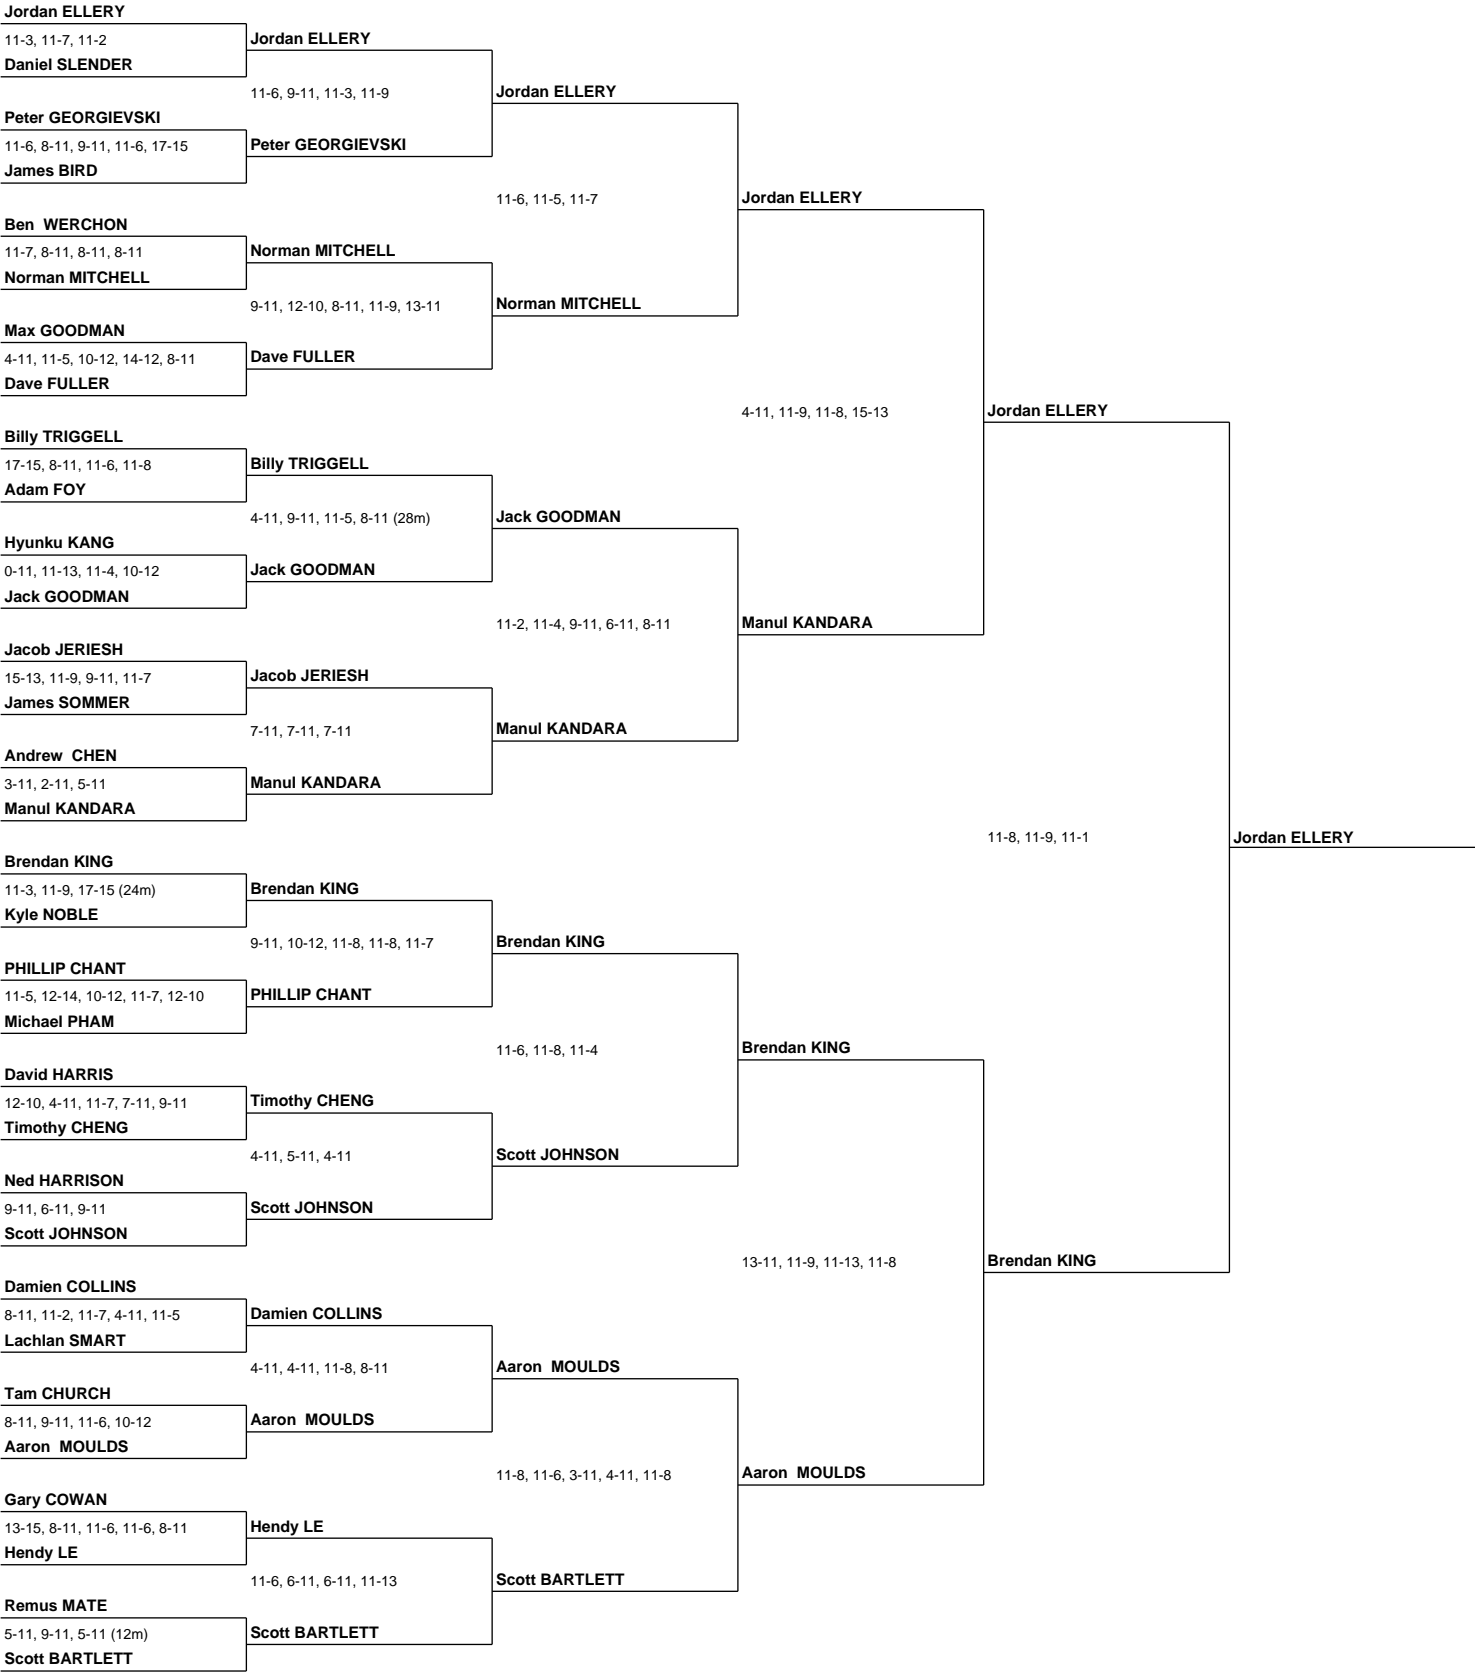 Jordan ELLERY
11-3, 11-7, 11-2
Jordan ELLERY
Daniel SLENDER
11-6, 9-11, 11-3, 11-9
Jordan ELLERY
Peter GEORGIEVSKI
11-6, 8-11, 9-11, 11-6, 17-15
Peter GEORGIEVSKI
James BIRD
11-6, 11-5, 11-7
Jordan ELLERY
Ben WERCHON
11-7, 8-11, 8-11, 8-11
Norman MITCHELL
Norman MITCHELL
9-11, 12-10, 8-11, 11-9, 13-11
Norman MITCHELL
Max GOODMAN
4-11, 11-5, 10-12, 14-12, 8-11
Dave FULLER
Dave FULLER
4-11, 11-9, 11-8, 15-13
Jordan ELLERY
Billy TRIGGELL
17-15, 8-11, 11-6, 11-8
Billy TRIGGELL
Adam FOY
4-11, 9-11, 11-5, 8-11 (28m)
Jack GOODMAN
Hyunku KANG
0-11, 11-13, 11-4, 10-12
Jack GOODMAN
Jack GOODMAN
11-2, 11-4, 9-11, 6-11, 8-11
Manul KANDARA
Jacob JERIESH
15-13, 11-9, 9-11, 11-7
Jacob JERIESH
James SOMMER
7-11, 7-11, 7-11
Manul KANDARA
Andrew CHEN
3-11, 2-11, 5-11
Manul KANDARA
Manul KANDARA
11-8, 11-9, 11-1
Jordan ELLERY
Brendan KING
11-3, 11-9, 17-15 (24m)
Brendan KING
Kyle NOBLE
9-11, 10-12, 11-8, 11-8, 11-7
Brendan KING
PHILLIP CHANT
11-5, 12-14, 10-12, 11-7, 12-10
PHILLIP CHANT
Michael PHAM
11-6, 11-8, 11-4
Brendan KING
David HARRIS
12-10, 4-11, 11-7, 7-11, 9-11
Timothy CHENG
Timothy CHENG
4-11, 5-11, 4-11
Scott JOHNSON
Ned HARRISON
9-11, 6-11, 9-11
Scott JOHNSON
Scott JOHNSON
13-11, 11-9, 11-13, 11-8
Brendan KING
Damien COLLINS
8-11, 11-2, 11-7, 4-11, 11-5
Damien COLLINS
Lachlan SMART
4-11, 4-11, 11-8, 8-11
Aaron MOULDS
Tam CHURCH
8-11, 9-11, 11-6, 10-12
Aaron MOULDS
Aaron MOULDS
11-8, 11-6, 3-11, 4-11, 11-8
Aaron MOULDS
Gary COWAN
13-15, 8-11, 11-6, 11-6, 8-11
Hendy LE
Hendy LE
11-6, 6-11, 6-11, 11-13
Scott BARTLETT
Remus MATE
5-11, 9-11, 5-11 (12m)
Scott BARTLETT
Scott BARTLETT